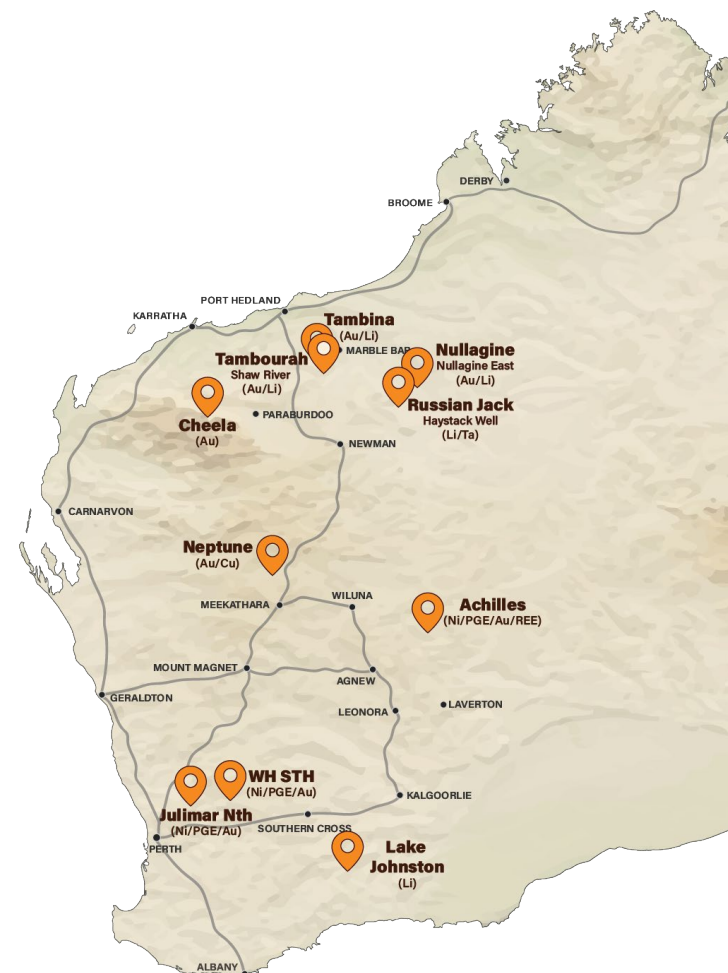 DERBY
BROOME
PORT HEDLAND
KARRATHA
Tambina
(Au/Li)
MARBLE BAR
Tambourah
Shaw River
(Au/Li)
Nullagine
Nullagine East
(Au/Li)
Russian Jack
Haystack Well
(Li/Ta)
Cheela
(Au)
PARABURDOO
NEWMAN
CARNARVON
Neptune
(Au/Cu)
MEEKATHARA
WILUNA
Achilles
(Ni/PGE/Au/REE)
MOUNT MAGNET
AGNEW
GERALDTON
LEONORA
LAVERTON
WH STH
(Ni/PGE/Au)
Julimar Nth
(Ni/PGE/Au)
KALGOORLIE
SOUTHERN CROSS
PERTH
Lake
Johnston
(Li)
ALBANY